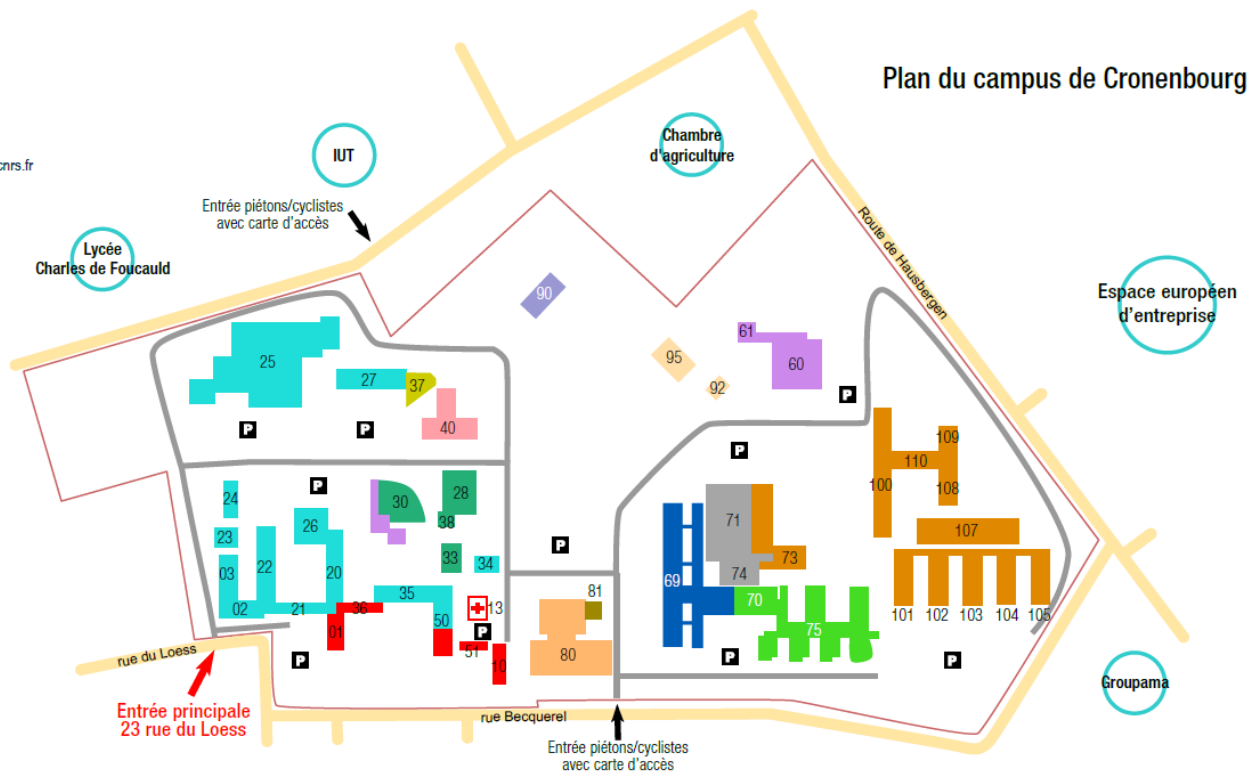 Plan du campus de Cronenbourg
cnrs.fr
IUT
Chambre
d'agriculture
Entrée piétons/cyclistes
avec carte d'accès
Lycée
Charles de Foucauld
Route de Hausbergen
Espace européen
d'entreprise
90
25
27
37
40
P
P
95
92
61
60
P
P
109
110
100
108
107
101
102
103
104
105
P
24
23
26
30
28
38
33
34
03
22
20
02
21
36
35
01
50
13
P
51
10
P
P
81
80
71
73
74
69
70
75
P
P
rue du Loess
Entrée principale
23 rue du Loess
rue Becquerel
Entrée piétons/cyclistes
avec carte d'accès
Groupama